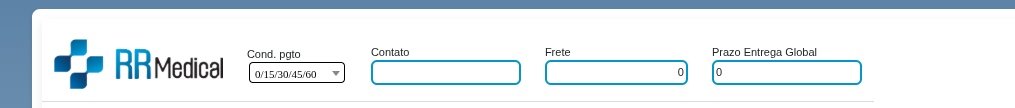 RR Medical
Cond. pgto
0/15/30/45/60
Contato
Frete
0
Prazo Entrega Global
0